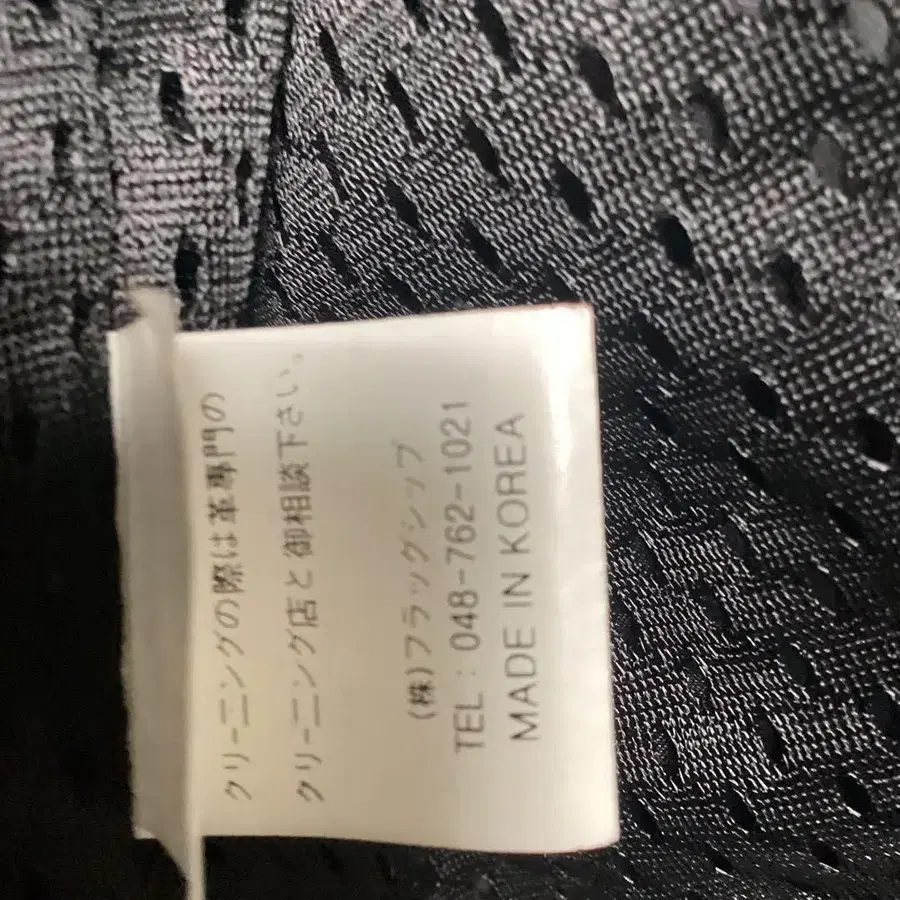 クリーニングの際は革専門の
クリーニング店と御相談下さい。
(株)フラッグシップ
TEL : 048-762-1021
MADE IN KOREA